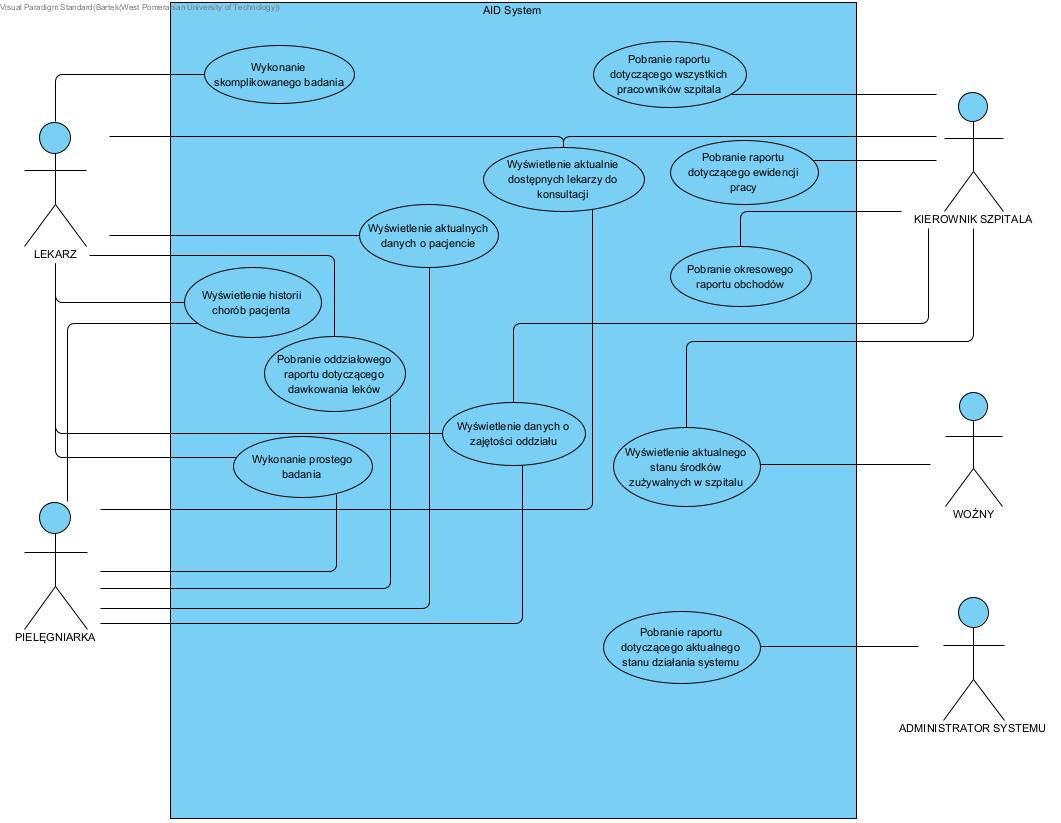 Visual Paradigm Standard(Bartek(West Pomeranian University of Technology))
AID System
Wykonanie
skomplikowanego badania
Pobranie raportu
dotyczącego wszystkich
pracowników szpitala
Wyświetlenie aktualnie
dostępnych lekarzy do
konsultacji
Pobranie raportu
dotyczącego ewidencji
pracy
KIEROWNIK SZPITALA
Wyświetlenie aktualnych
danych o pacjencie
LEKARZ
Pobranie okresowego
raportu obchodów
Wyświetlenie historii
chorób pacjenta
Pobranie oddziałowego
raportu dotyczącego
dawkowania leków
Wyświetlenie danych o
zajętości oddziału
Wykonanie prostego
badania
Wyświetlenie aktualnego
stanu środków
zużywalnych w szpitalu
WOŹNY
PIELĘGNIARKA
Pobranie raportu
dotyczącego aktualnego
stanu działania systemu
ADMINISTRATOR SYSTEMU